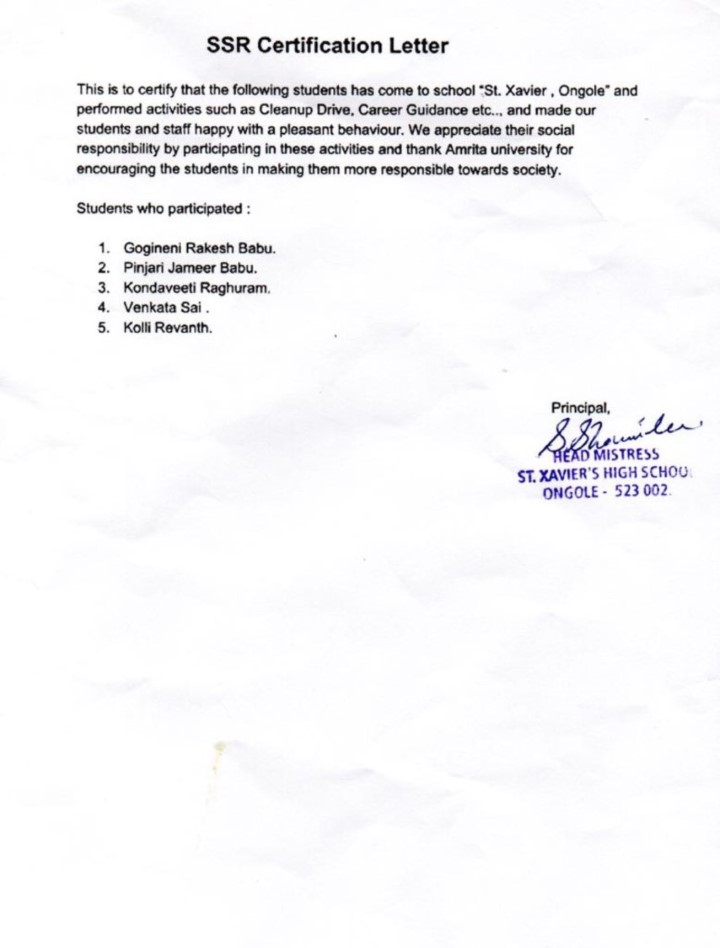 SSR Certification Letter
This is to certify that the following students has come to school "St. Xavier , Ongole" and
performed activities such as Cleanup Drive, Career Guidance etc.., and made our
students and staff happy with a pleasant behaviour. We appreciate their social
responsibility by participating in these activities and thank Amrita university for
encouraging the students in making them more responsible towards society.
Students who participated :
1. Gogineni Rakesh Babu.
2. Pinjari Jameer Babu.
3. Kondaveeti Raghuram.
4. Venkata Sai .
5. Kolli Revanth.
Principal,
HEAD MISTRESS
ST. XAVIER'S HIGH SCHOOL
ONGOLE - 523 002.